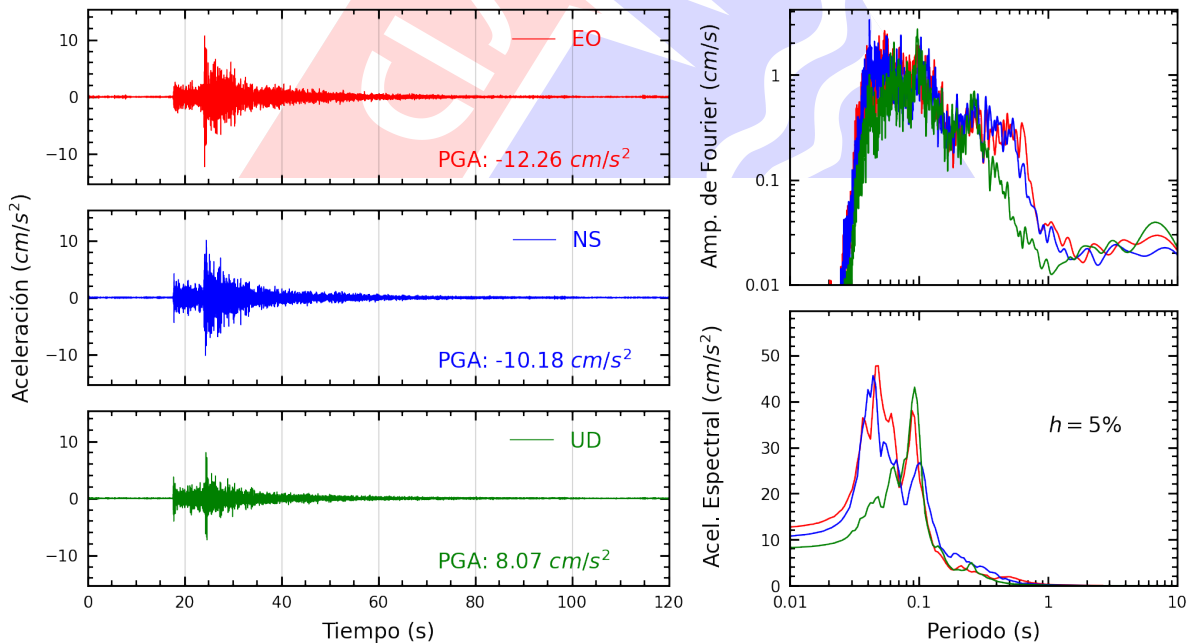 Aceleración (cm/s²)
10
0
−10
EO
PGA: -12.26 cm/s²
10
0
−10
NS
PGA: -10.18 cm/s²
10
0
−10
UD
PGA: 8.07 cm/s²
0 20 40 60 80 100 120
Tiempo (s)
Amp. de Fourier (cm/s)
1
0.1
0.01
Acel. Espectral (cm/s²)
50
40
30
20
10
0
h = 5%
0.01 0.1 1 10
Periodo (s)